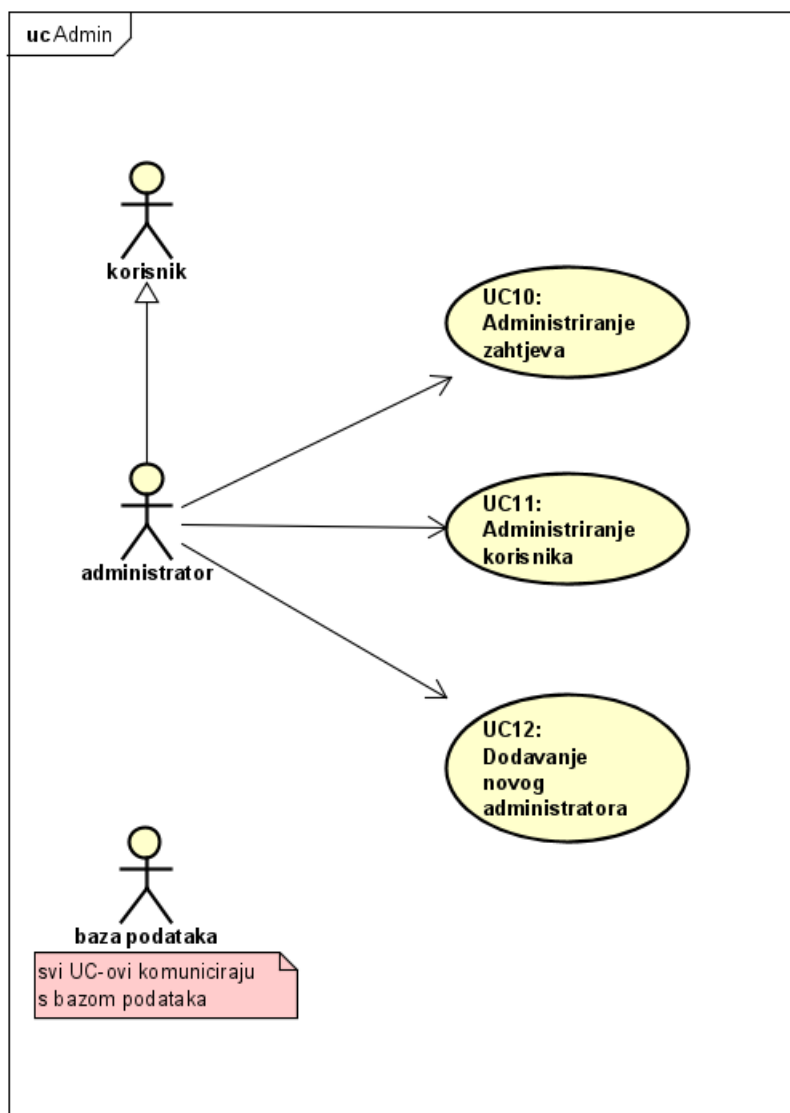 uc Admin
korisnik
UC10:
Administriranje
zahtjeva
administrator
UC11:
Administriranje
korisnika
UC12:
Dodavanje
novog
administratora
baza podataka
svi UC-ovi komuniciraju
s bazom podataka